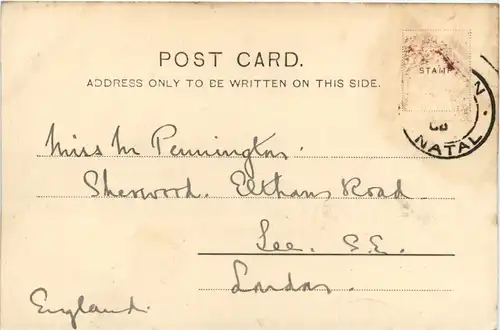 POST CARD.
ADDRESS ONLY TO BE WRITTEN ON THIS SIDE.
STAMP
N
NATAL
Miss M Pennington.
Sherwood. Road
Lee. S.E.
London.
England.